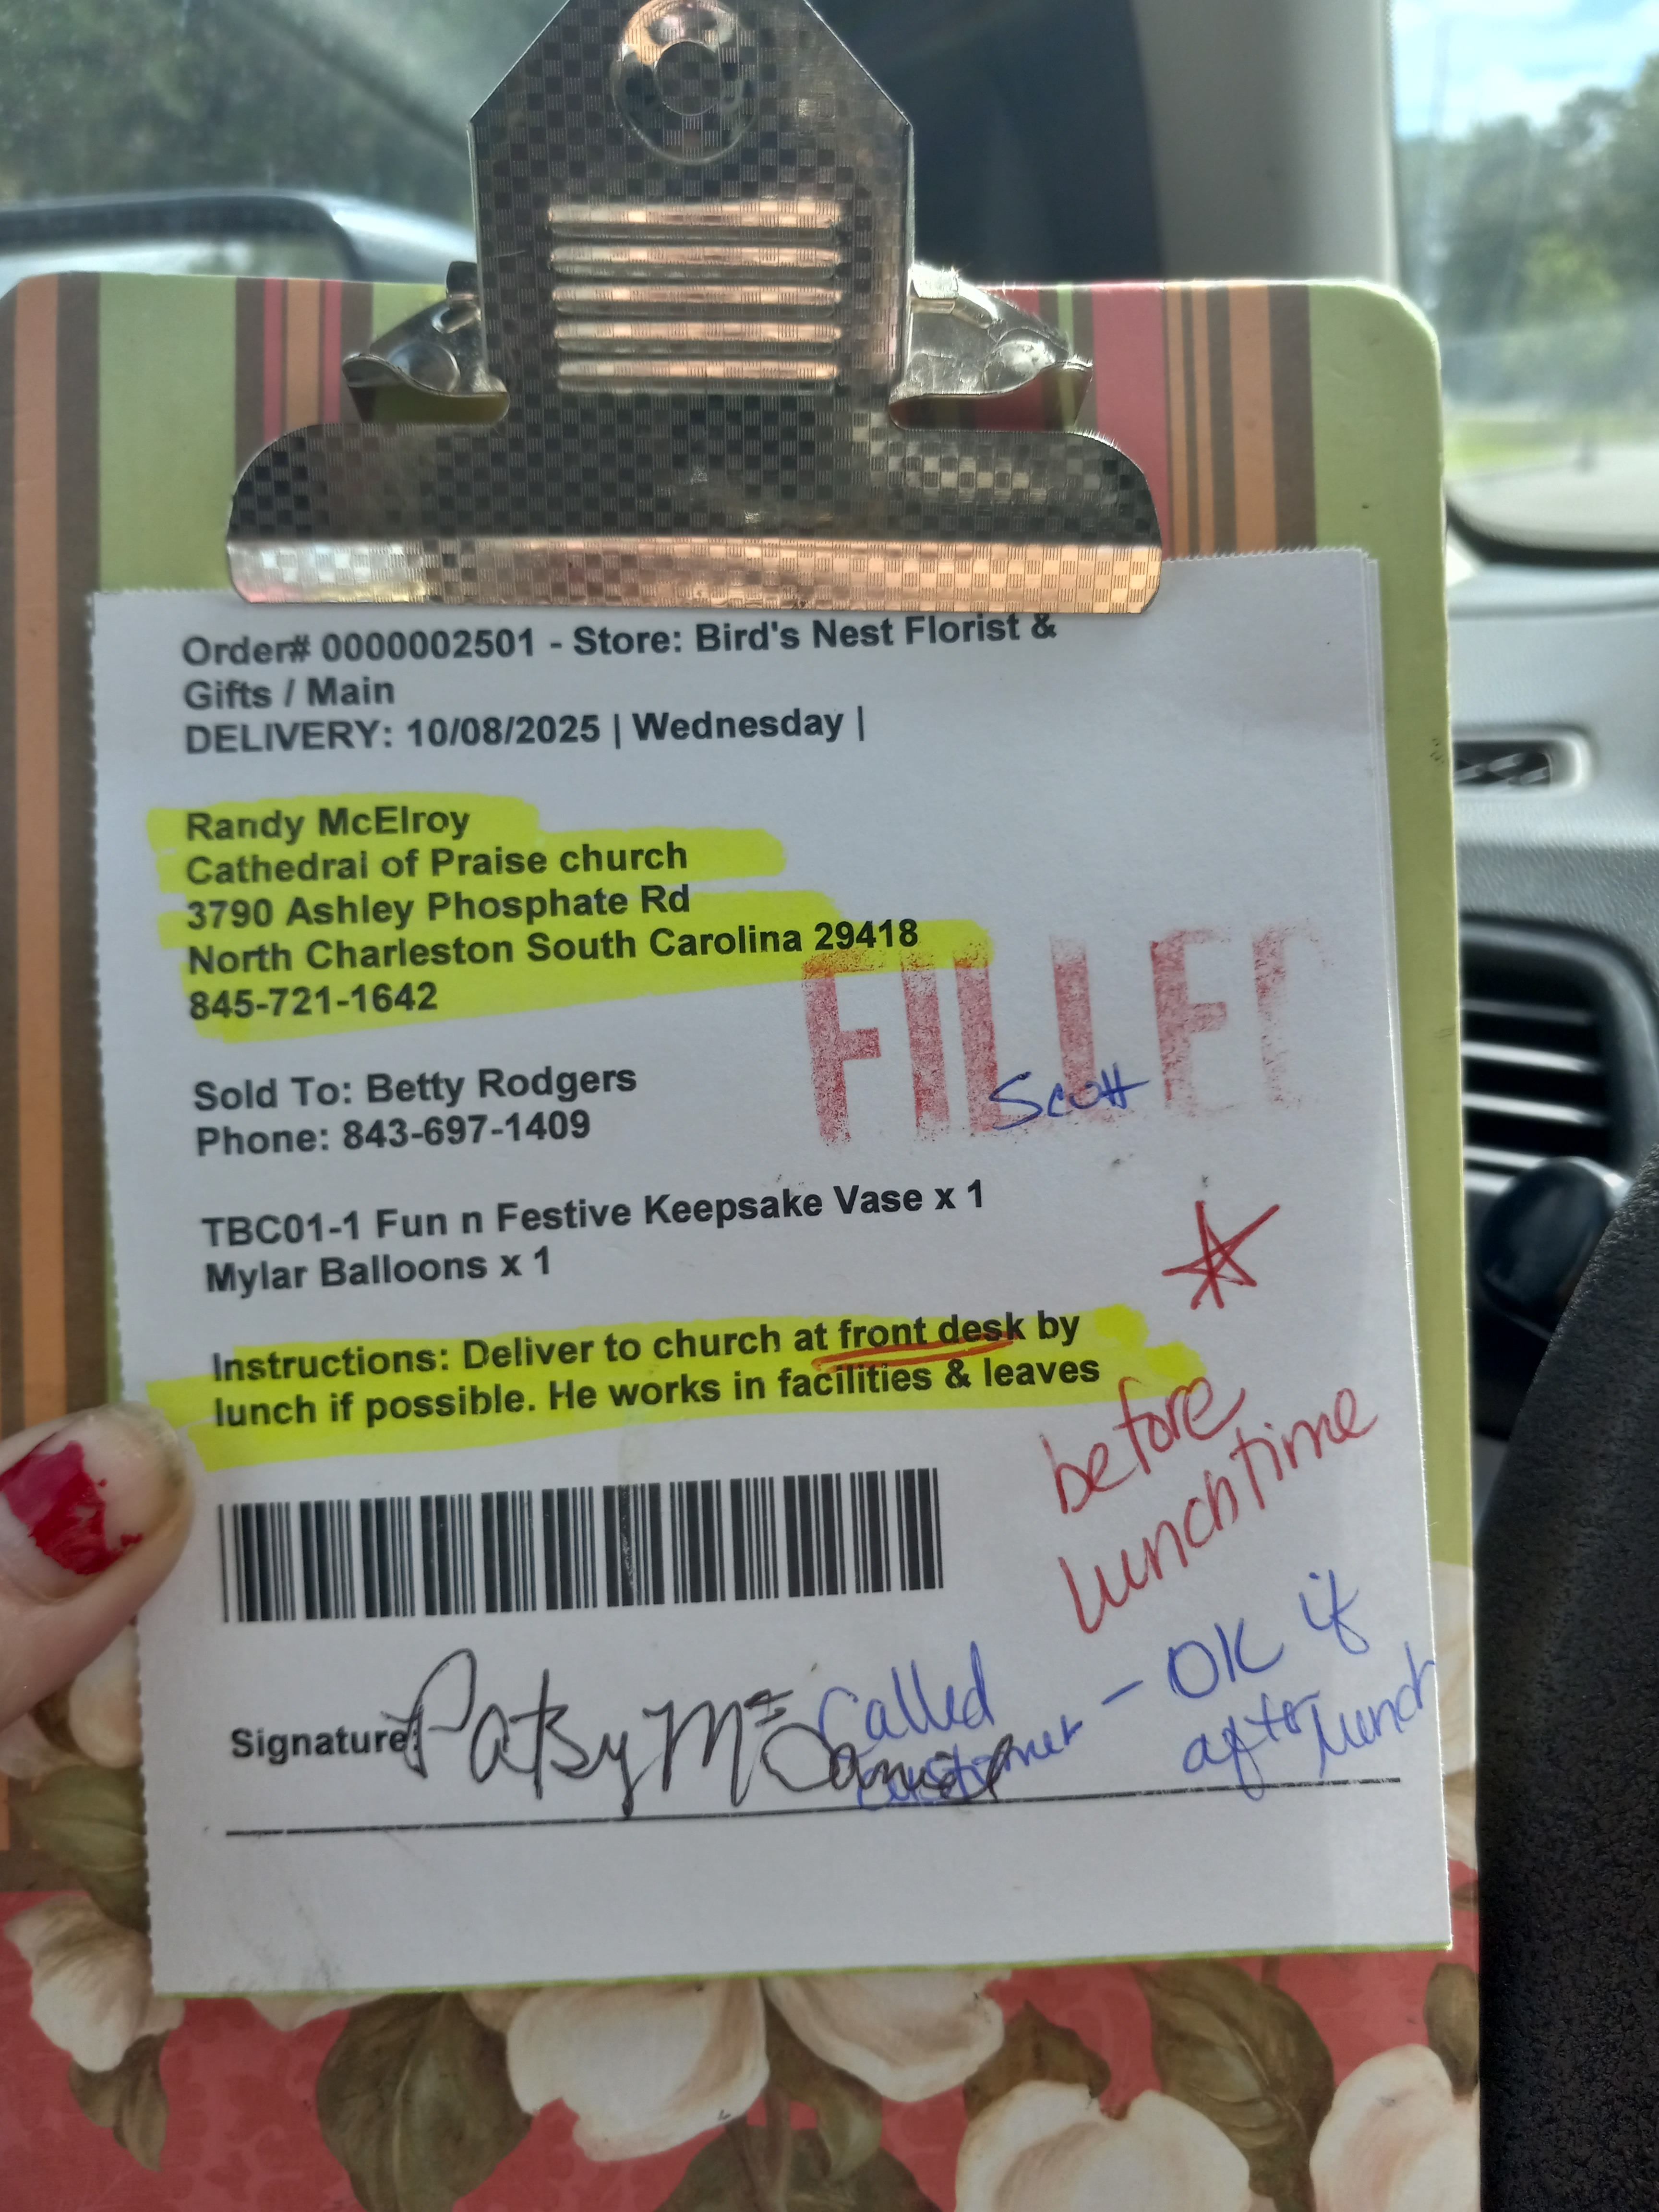 Order# 0000002501 - Store: Bird's Nest Florist &
Gifts / Main
DELIVERY: 10/08/2025 | Wednesday |
Randy McElroy
Cathedral of Praise church
3790 Ashley Phosphate Rd
North Charleston South Carolina 29418
845-721-1642
FILLED
Scott
Sold To: Betty Rodgers
Phone: 843-697-1409
TBC01-1 Fun n Festive Keepsake Vase x 1
Mylar Balloons x 1
Instructions: Deliver to church at front desk by
lunch if possible. He works in facilities & leaves
before
lunchtime
Signature: Patsy McDaniel
Called
customer - OK if
after lunch